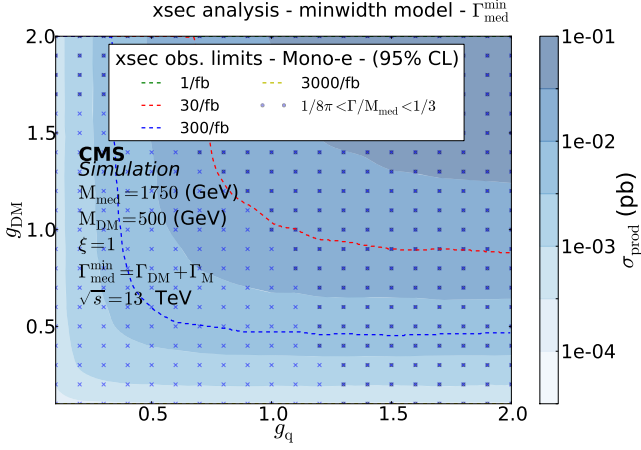 xsec analysis - minwidth model - Γ_med^min
xsec obs. limits - Mono-e - (95% CL)
1/fb
30/fb
300/fb
3000/fb
1/8π<Γ/M_med<1/3
CMS
Simulation
M_med=1750 (GeV)
M_DM=500 (GeV)
ξ=1
Γ_med^min=Γ_DM+Γ_M
√s=13 TeV
g_DM
2.0
1.5
1.0
0.5
0.5
1.0
1.5
2.0
g_q
1e-01
1e-02
1e-03
1e-04
σ_prod (pb)